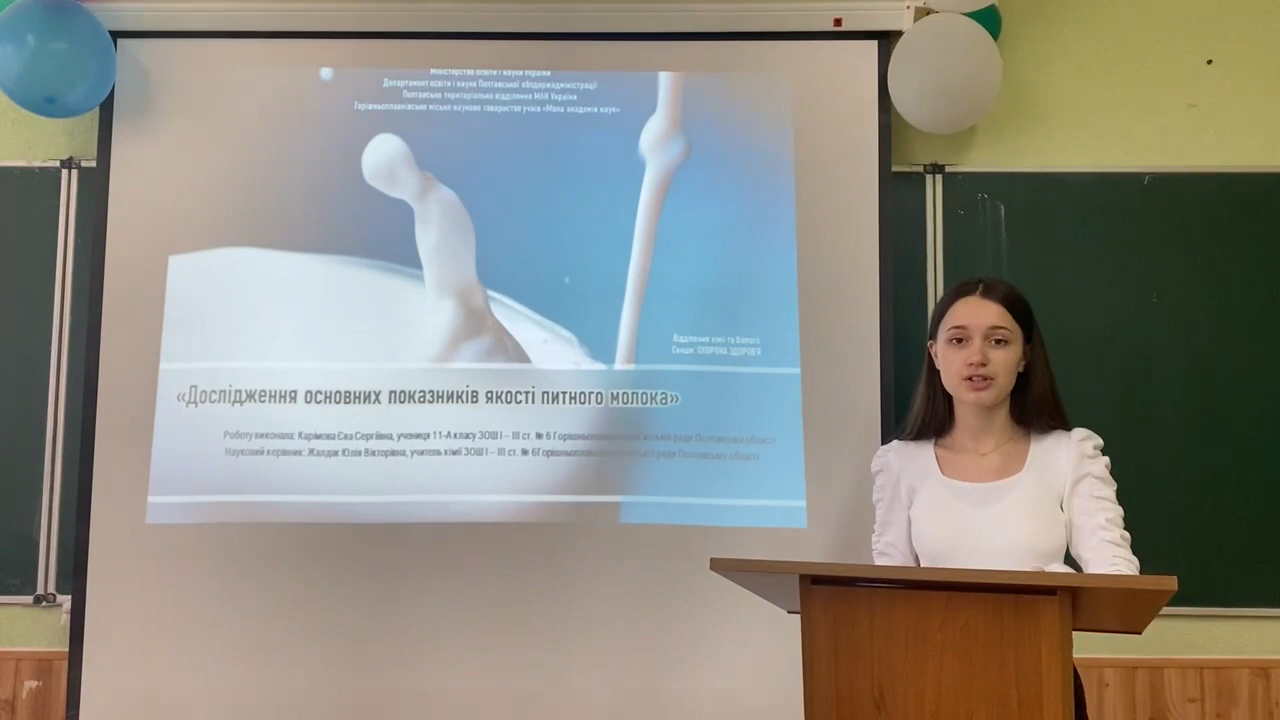 Міністерство освіти і науки України
Департамент освіти і науки Полтавської облдержадміністрації
Полтавське територіальне відділення МАН України
Горішньоплавнівське міське наукове товариство учнів «Мала академія наук»
Відділення хімії та біології
Секція: ОХОРОНА ЗДОРОВ'Я
«Дослідження основних показників якості питного молока»
Роботу виконала: Карімова Єва Сергіївна, учениця 11-А класу ЗОШ І – ІІІ ст. № 6 міської ради Полтавської області
Науковий керівник: Жалдак Юлія Вікторівна, учитель хімії ЗОШ І – ІІІ ст. № 6 ради Полтавської області